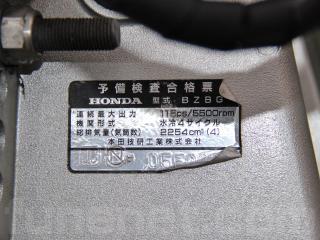 予備検査合格票
HONDA 型式 BZBG
連続最大出力 115ps/5500rpm
機関形式 水冷4サイクル
総排気量(気筒数) 2254cm³(4)
本田技研工業株式会社